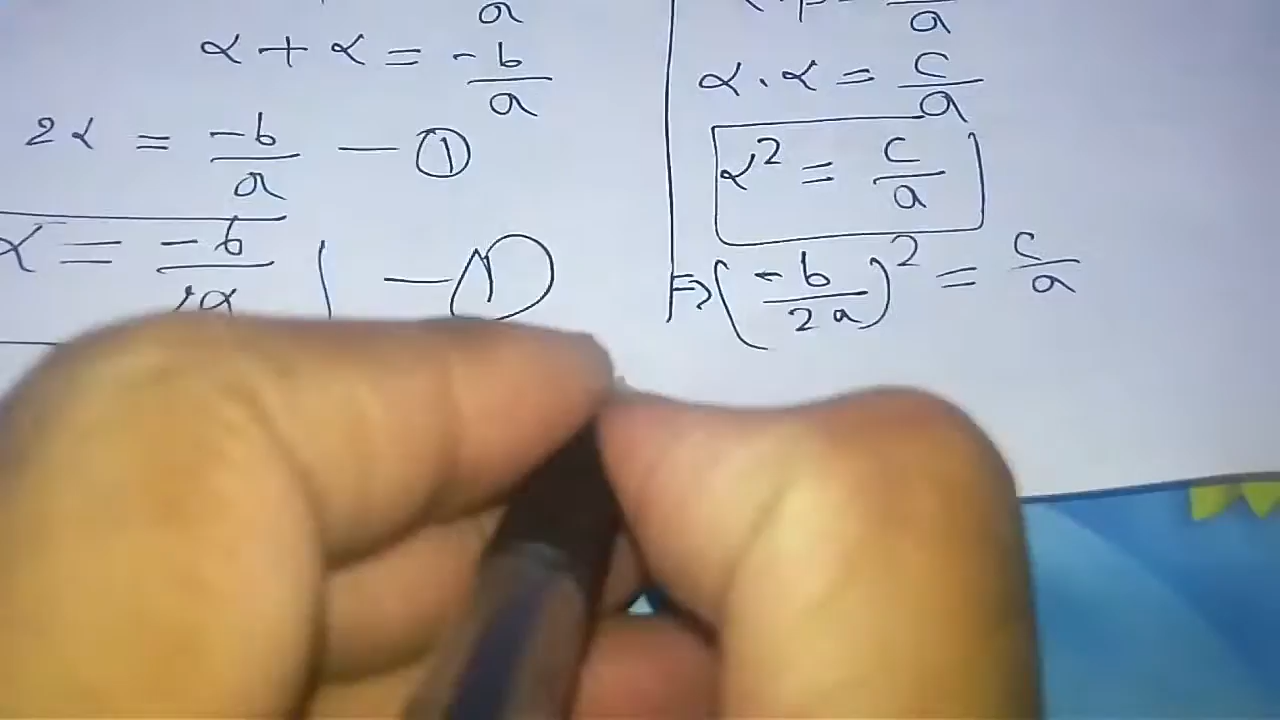 α + α = -b/a
2α = -b/a — ①
α = -b/2a — ①
α . α = c/a
α² = c/a
⇒ (-b/2a)² = c/a